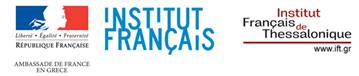 Liberté • Égalité • Fraternité
RÉPUBLIQUE FRANÇAISE
AMBASSADE DE FRANCE
EN GRECE
INSTITUT
FRANÇAIS
Institut
Français
de
Thessalonique
www.ift.gr